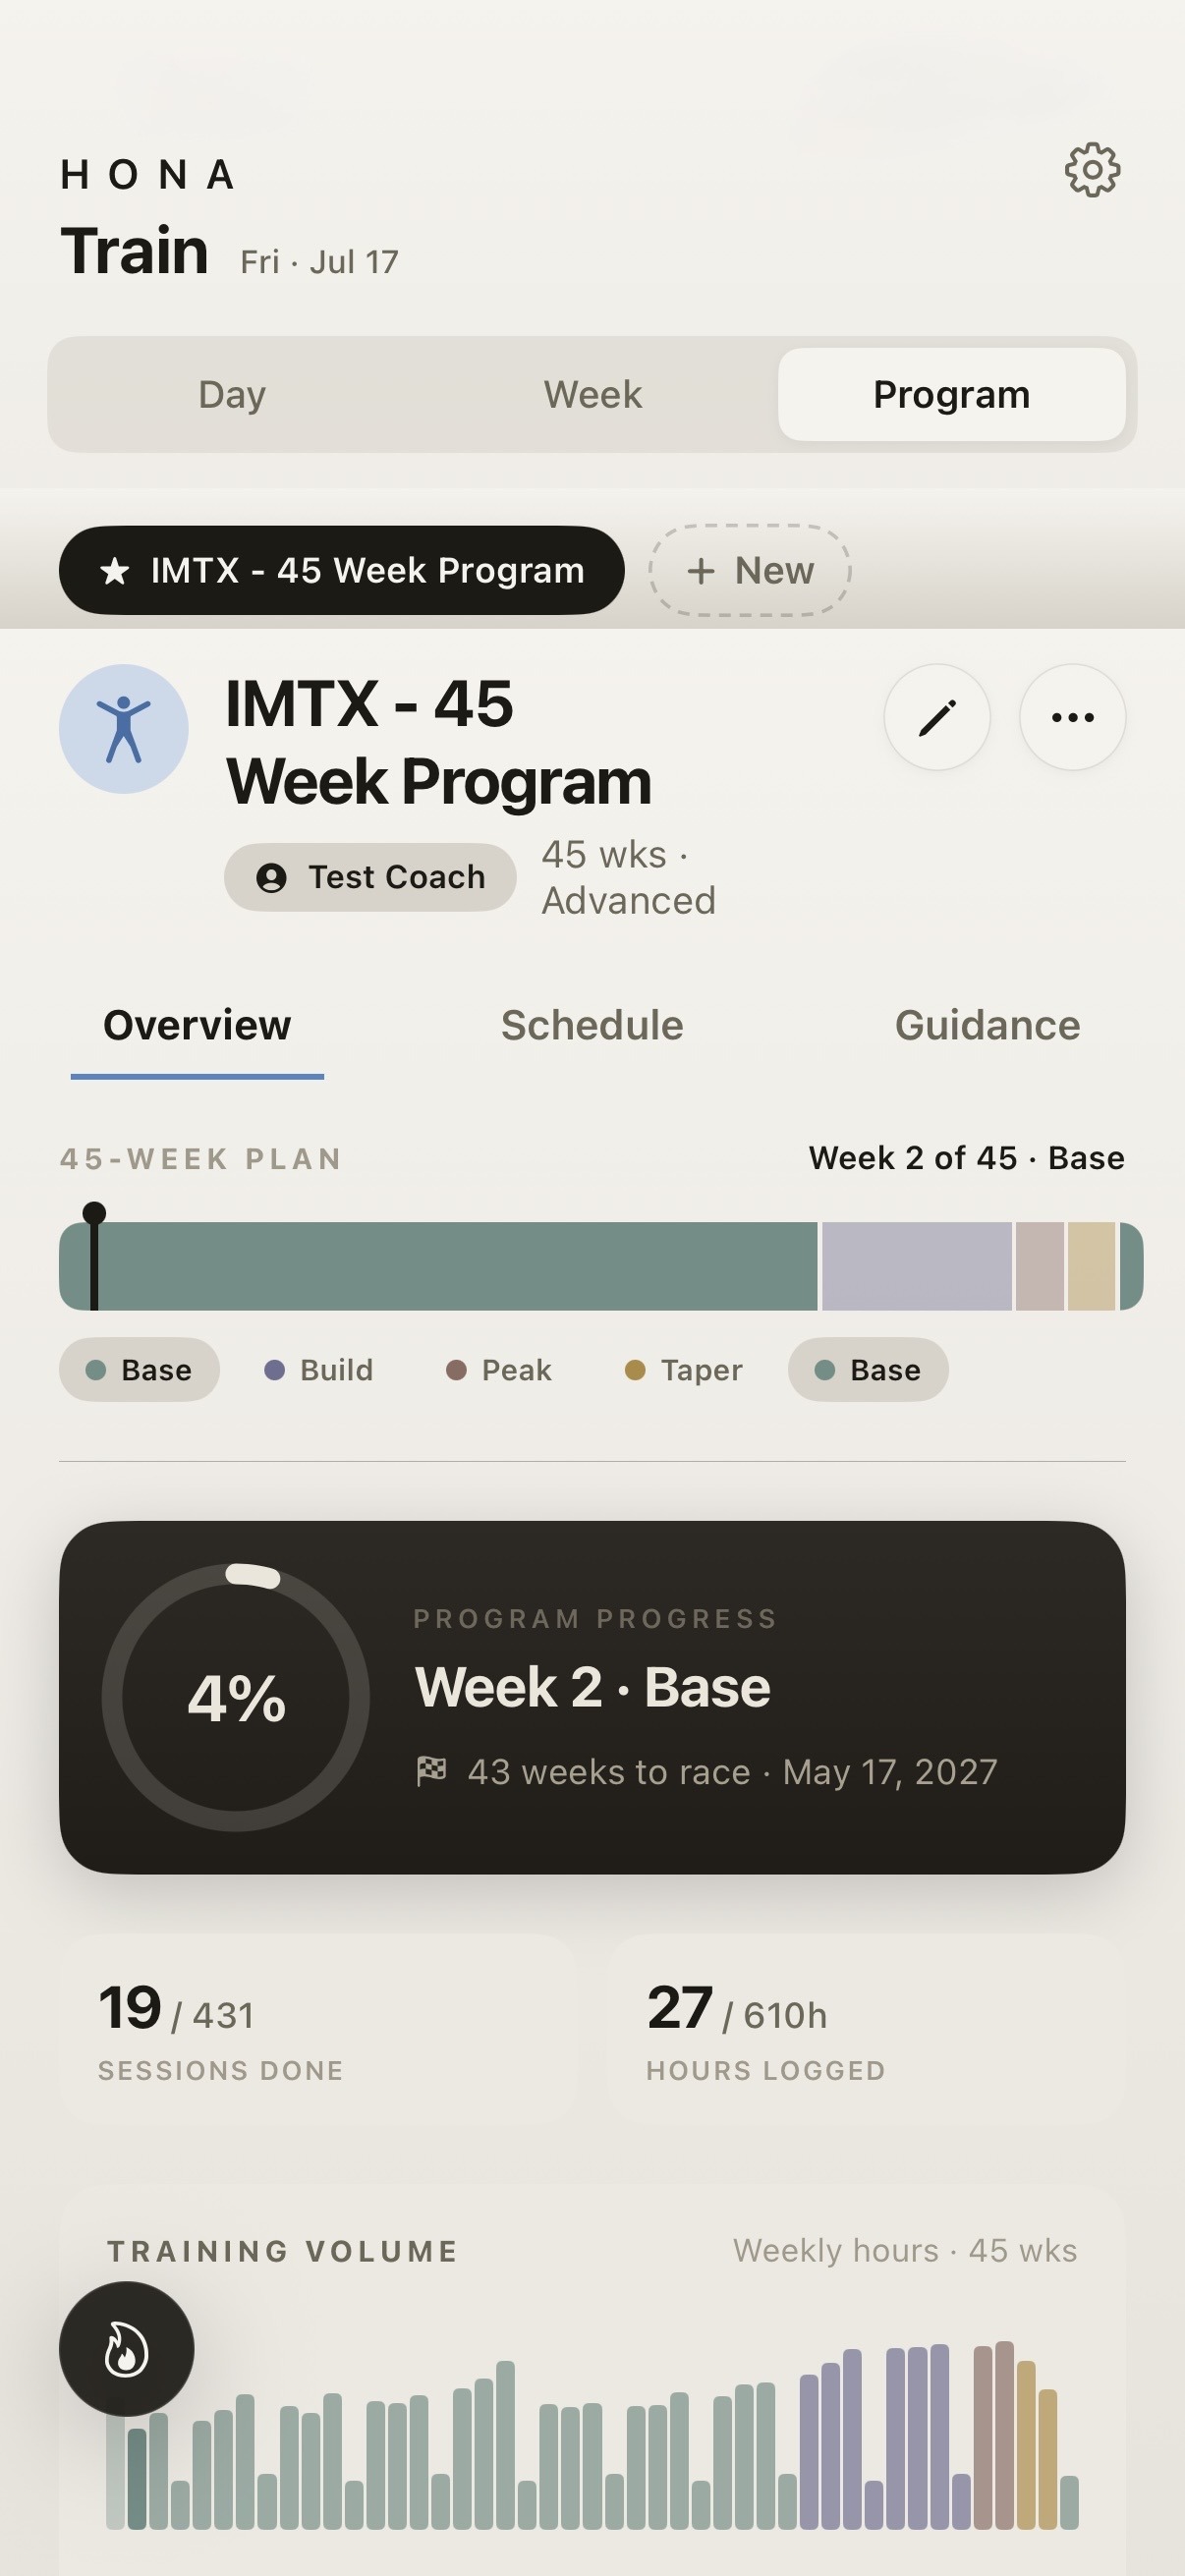 HONA
Train Fri · Jul 17
Day Week Program
IMTX - 45 Week Program + New
IMTX - 45
Week Program
Test Coach 45 wks ·
Advanced
Overview Schedule Guidance
45-WEEK PLAN Week 2 of 45 · Base
Base Build Peak Taper Base
PROGRAM PROGRESS
4% Week 2 · Base
43 weeks to race · May 17, 2027
19 / 431 27 / 610h
SESSIONS DONE HOURS LOGGED
TRAINING VOLUME Weekly hours · 45 wks